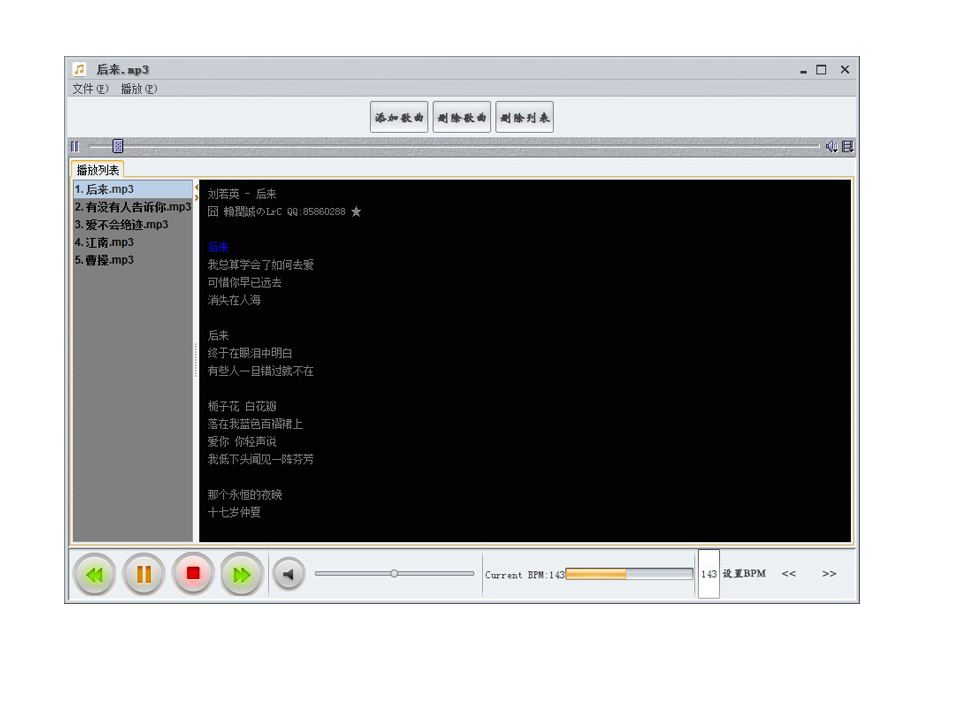 后来.mp3
文件(F) 播放(P)
添加歌曲 删除歌曲 删除列表
播放列表
1.后来.mp3
2.有没有人告诉你.mp3
3.爱不会绝迹.mp3
4.江南.mp3
5.曹操.mp3
刘若英 - 后来
囧 賴潤誠のLrC QQ:85860288 ★
后来
我总算学会了如何去爱
可惜你早已远去
消失在人海
后来
终于在眼泪中明白
有些人一旦错过就不在
栀子花 白花瓣
落在我蓝色百褶裙上
爱你 你轻声说
我低下头闻见一阵芬芳
那个永恒的夜晚
十七岁仲夏
Current BPM:143 143 设置BPM << >>